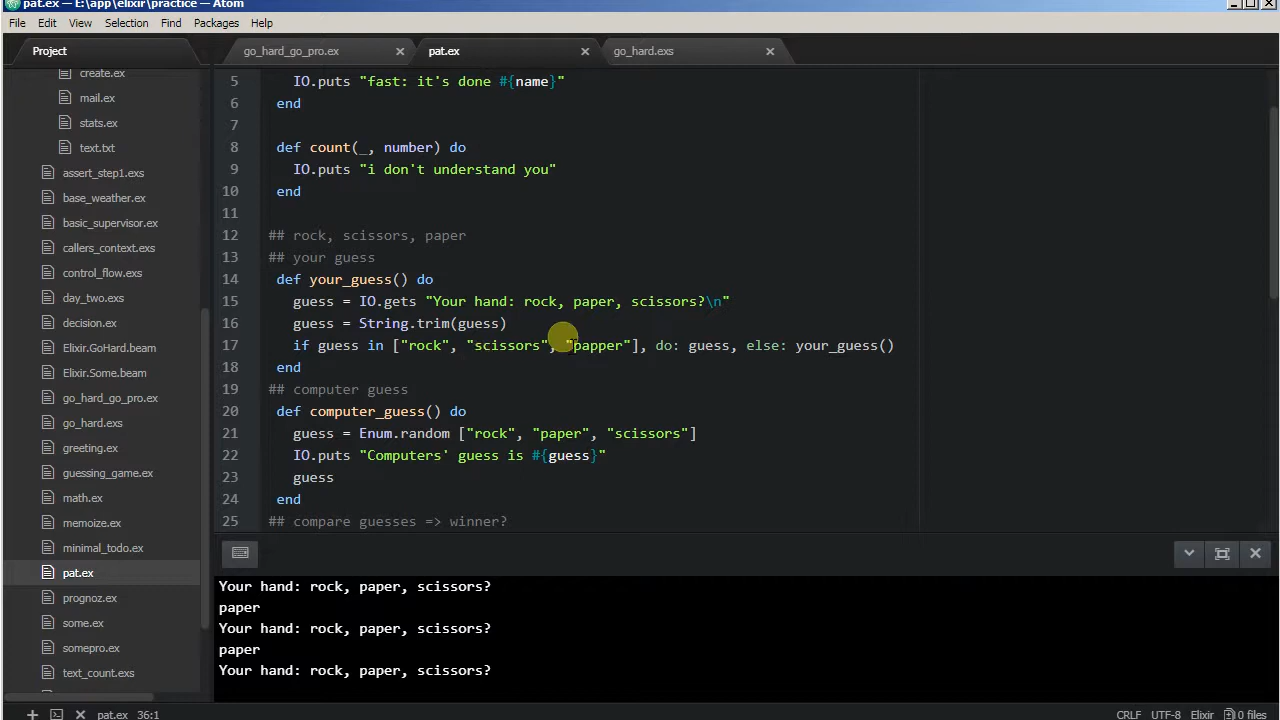 pat.ex — E:\app\elixir\practice — Atom
File Edit View Selection Find Packages Help
Project
go_hard_go_pro.ex
pat.ex
go_hard.exs
create.ex
mail.ex
stats.ex
text.txt
assert_step1.exs
base_weather.ex
basic_supervisor.ex
callers_context.exs
control_flow.exs
day_two.exs
decision.ex
Elixir.GoHard.beam
Elixir.Some.beam
go_hard_go_pro.ex
go_hard.exs
greeting.ex
guessing_game.ex
math.ex
memoize.ex
minimal_todo.ex
pat.ex
prognoz.ex
some.ex
somepro.ex
text_count.exs
5 IO.puts "fast: it's done #{name}"
6 end
7
8 def count(_, number) do
9 IO.puts "i don't understand you"
10 end
11
12 ## rock, scissors, paper
13 ## your guess
14 def your_guess() do
15 guess = IO.gets "Your hand: rock, paper, scissors?\n"
16 guess = String.trim(guess)
17 if guess in ["rock", "scissors", "papper"], do: guess, else: your_guess()
18 end
19 ## computer guess
20 def computer_guess() do
21 guess = Enum.random ["rock", "paper", "scissors"]
22 IO.puts "Computers' guess is #{guess}"
23 guess
24 end
25 ## compare guesses => winner?
Your hand: rock, paper, scissors?
paper
Your hand: rock, paper, scissors?
paper
Your hand: rock, paper, scissors?
pat.ex 36:1
CRLF UTF-8 Elixir 0 files